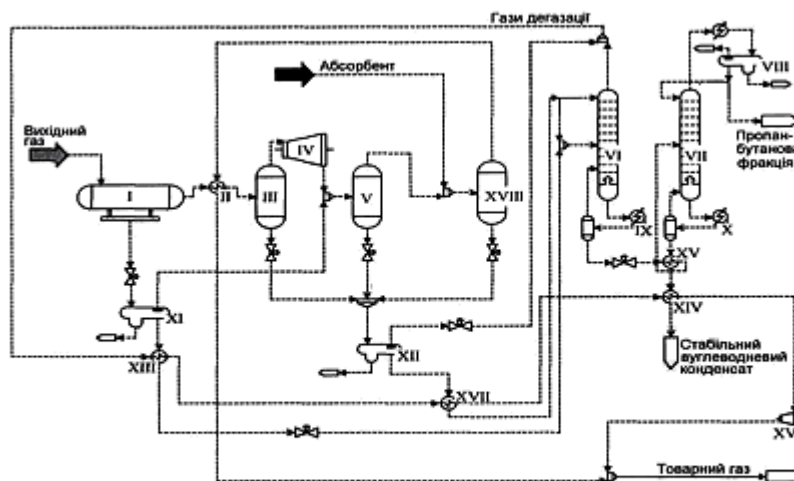 Гази дегазації
Абсорбент
Вихідний
газ
I
II
III
IV
V
XVIII
VI
VII
VIII
Пропан-
бутанова
фракція
IX
X
XV
XIV
XI
XII
XIII
XVII
Стабільний
вуглеводневий
конденсат
Товарний газ